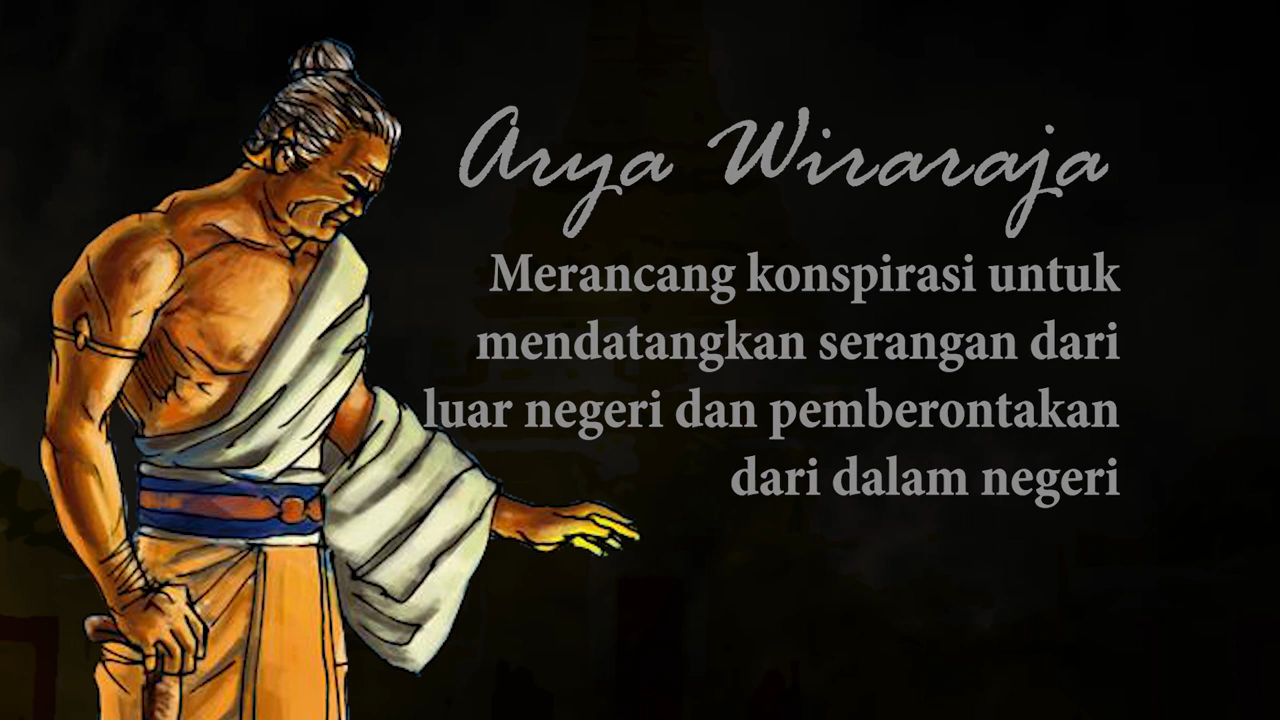 Arya Wiraraja
Merancang konspirasi untuk
mendatangkan serangan dari
luar negeri dan pemberontakan
dari dalam negeri